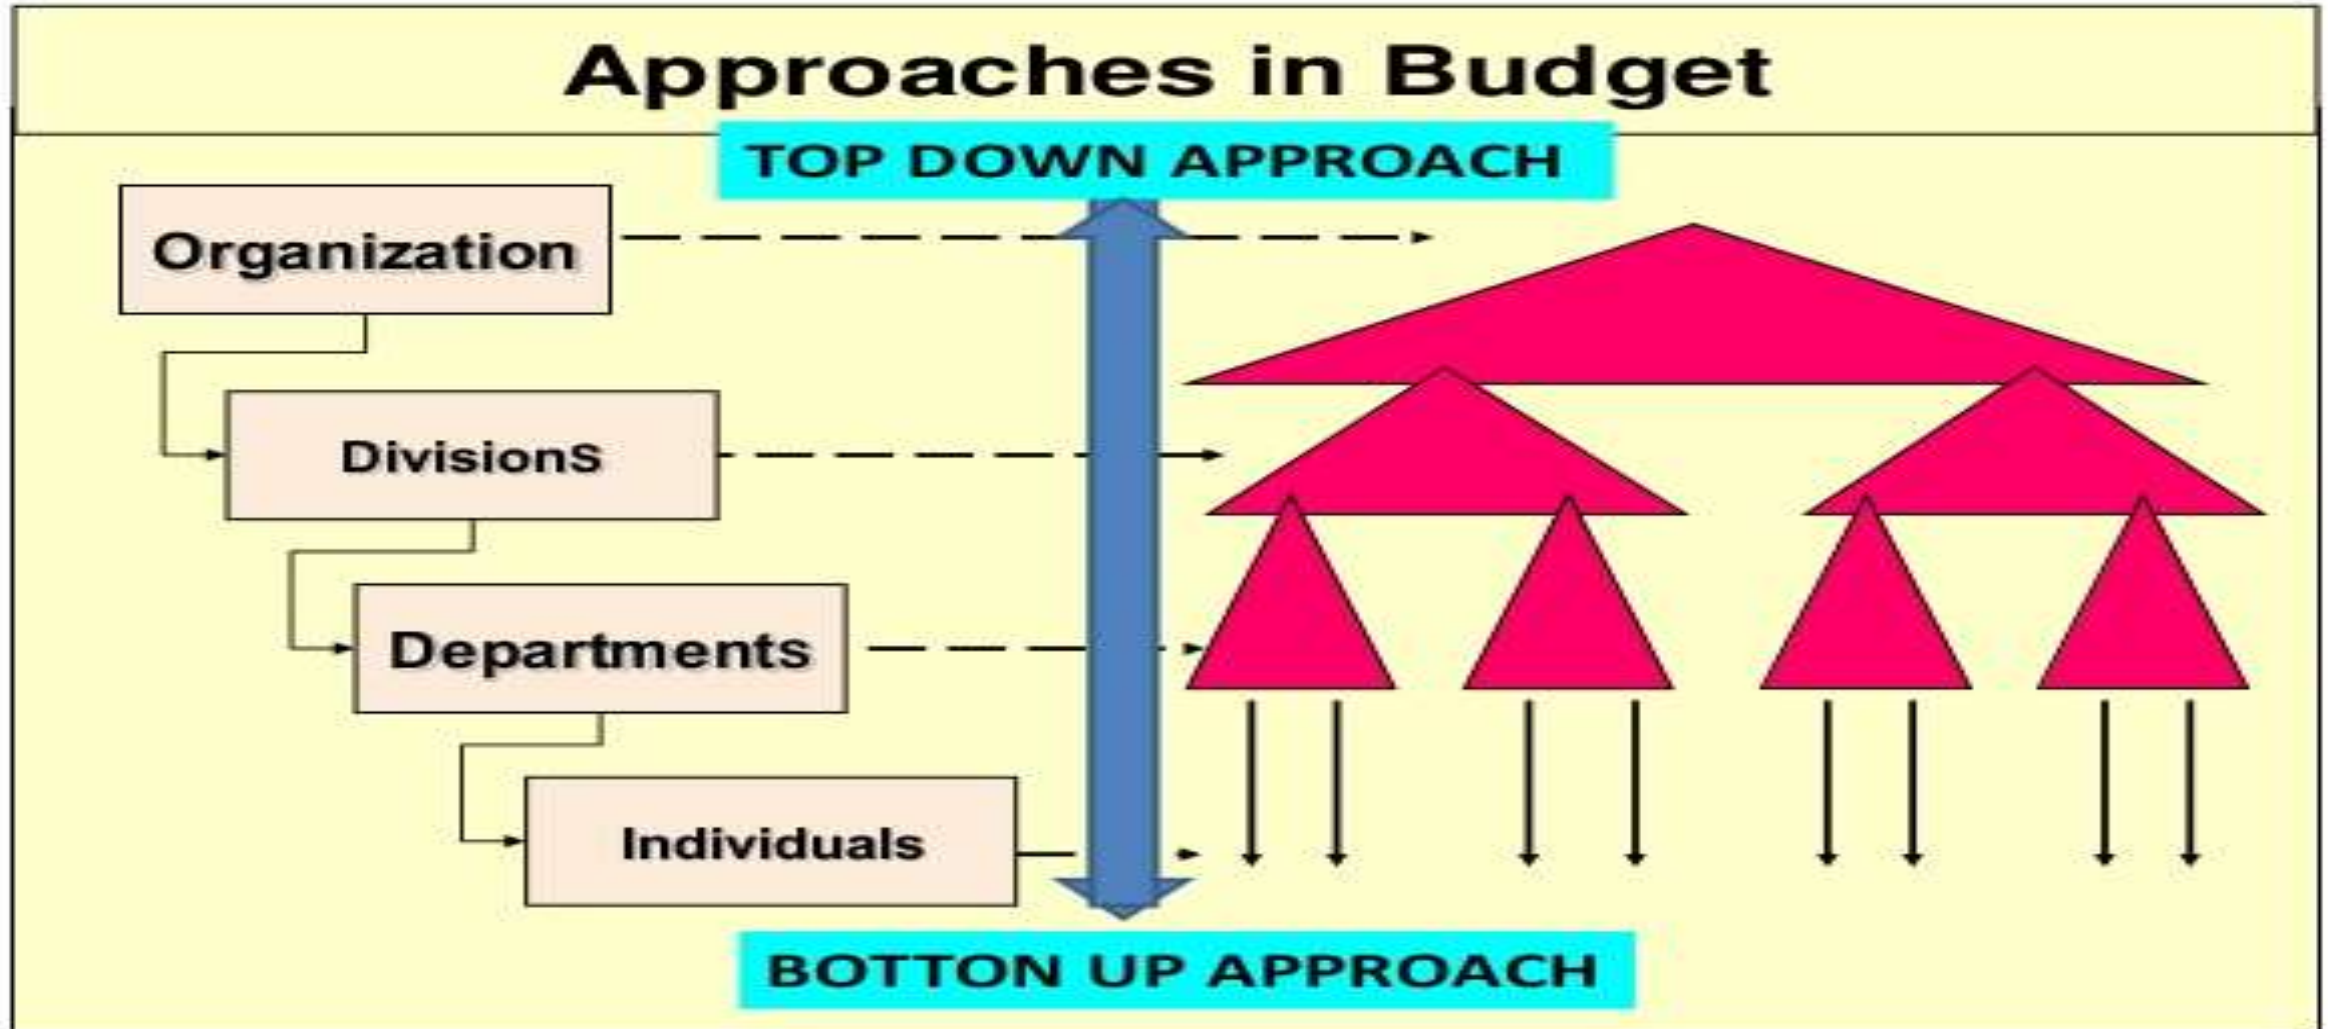 Approaches in Budget
TOP DOWN APPROACH
Organization
DivisionS
Departments
Individuals
BOTTON UP APPROACH